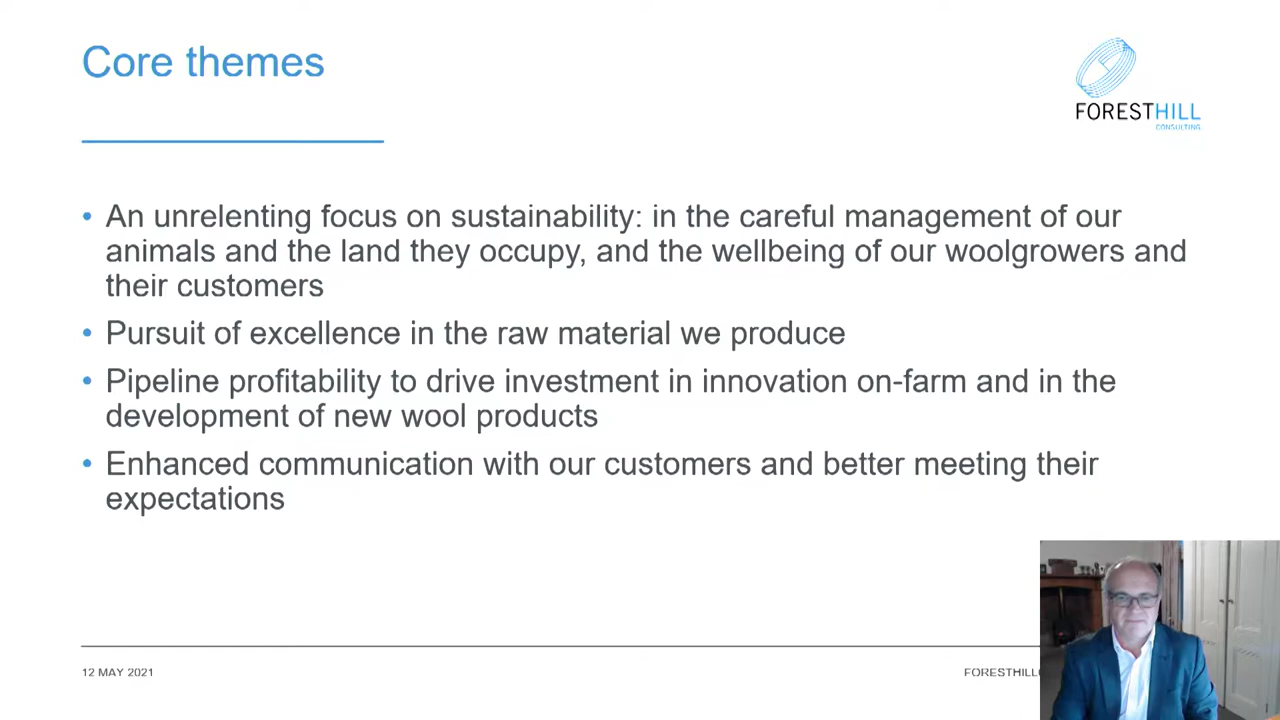 Core themes
FORESTHILL
CONSULTING
• An unrelenting focus on sustainability: in the careful management of our
animals and the land they occupy, and the wellbeing of our woolgrowers and
their customers
• Pursuit of excellence in the raw material we produce
• Pipeline profitability to drive investment in innovation on-farm and in the
development of new wool products
• Enhanced communication with our customers and better meeting their
expectations
12 MAY 2021
FORESTHILL